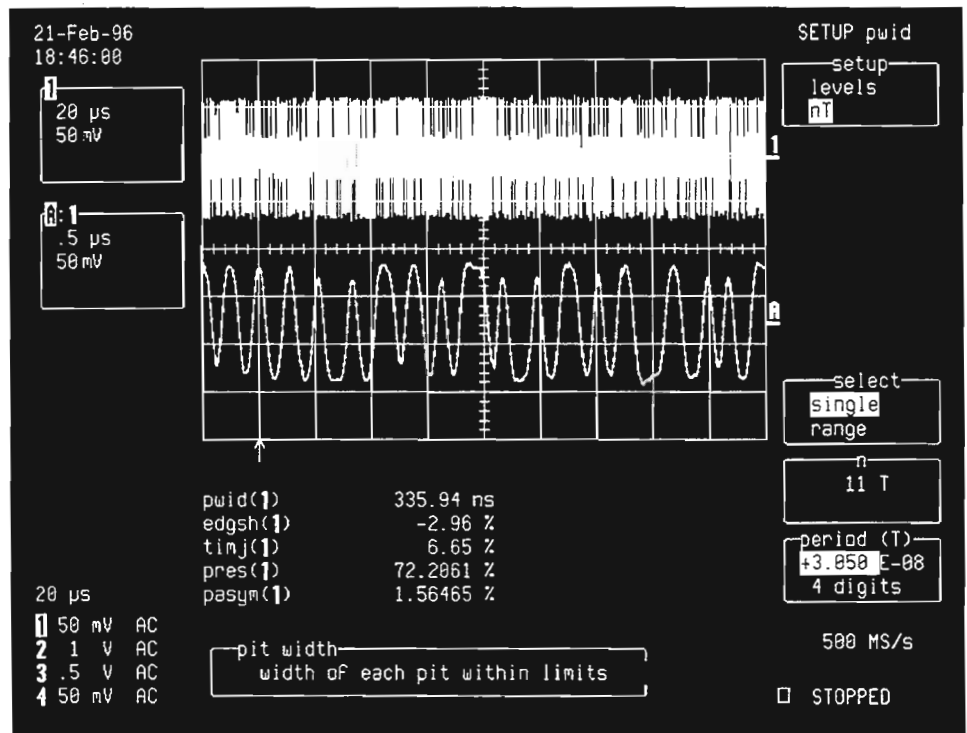 21-Feb-96
18:46:00
SETUP pwid
setup
levels
nT
1
20 µs
50 mV
1
A:1
.5 µs
50 mV
A
select
single
range
n
11 T
period (T)
+3.050 E-08
4 digits
pwid(1) 335.94 ns
edgsh(1) -2.96 %
timj(1) 6.65 %
pres(1) 72.2061 %
pasym(1) 1.56465 %
20 µs
1 50 mV AC
2 1 V AC
3 .5 V AC
4 50 mV AC
pit width
width of each pit within limits
500 MS/s
STOPPED